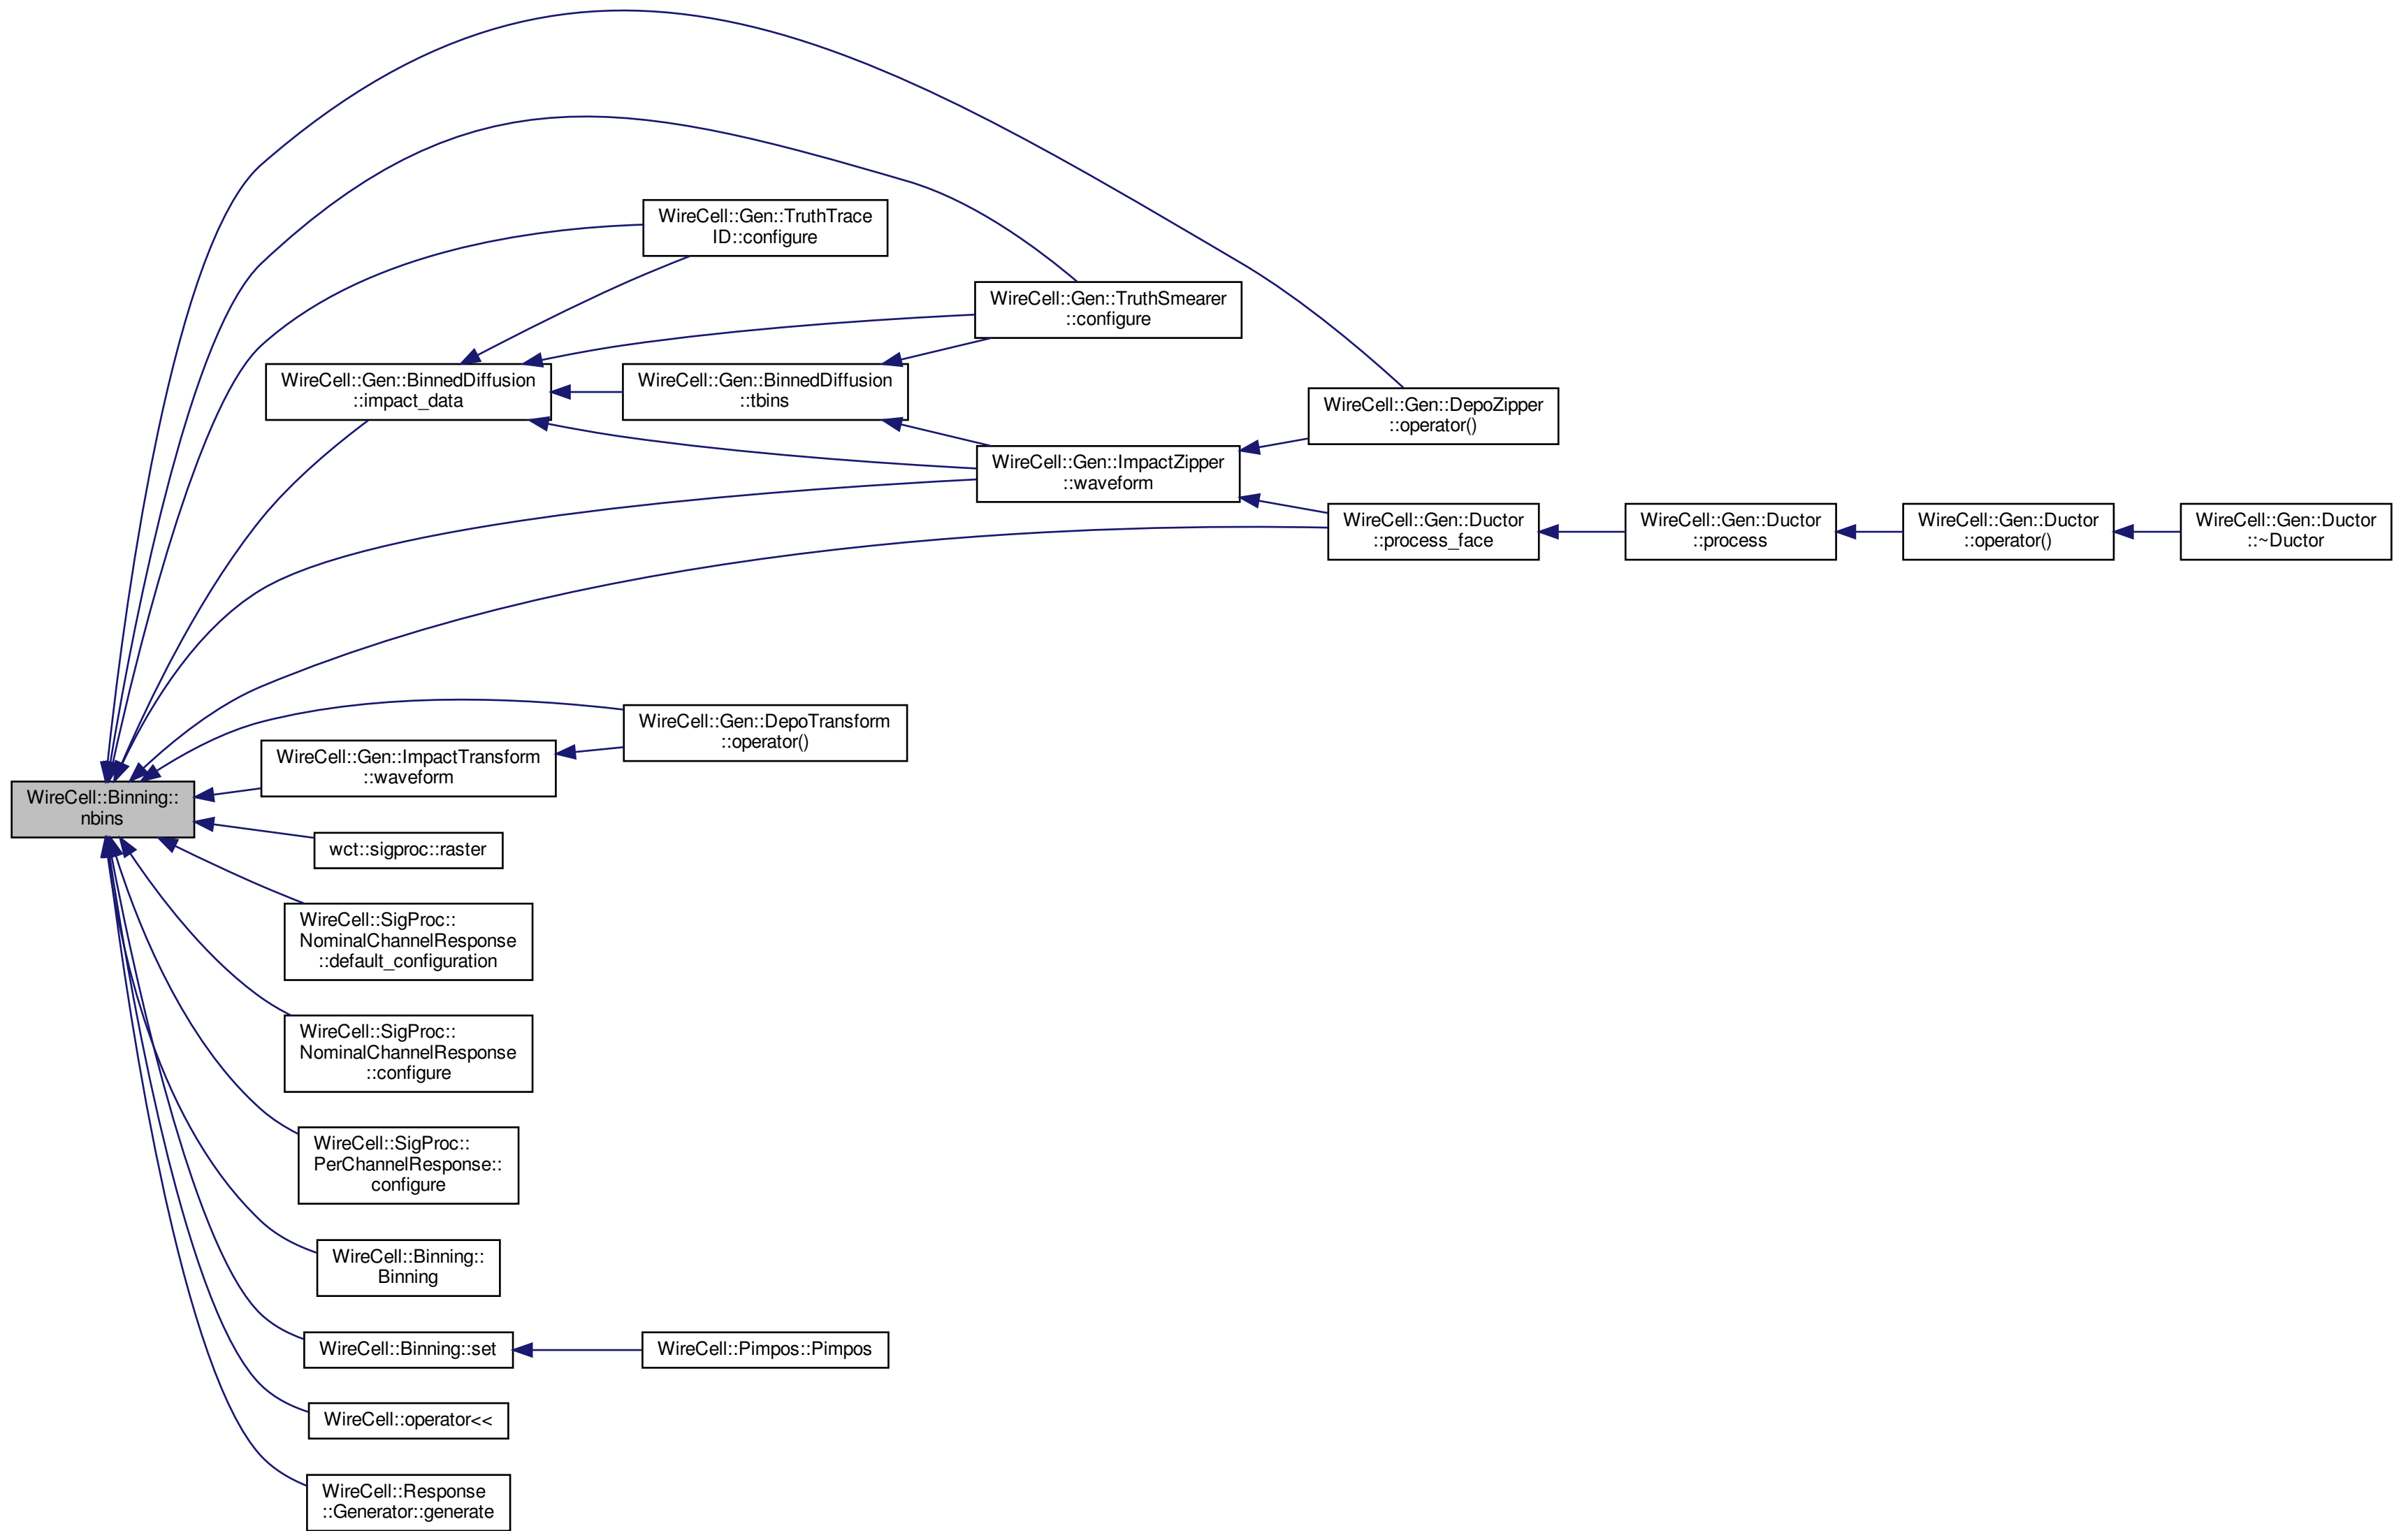 WireCell::Gen::TruthTrace
ID::configure
WireCell::Gen::TruthSmearer
::configure
WireCell::Gen::BinnedDiffusion
::impact_data
WireCell::Gen::BinnedDiffusion
::tbins
WireCell::Gen::DepoZipper
::operator()
WireCell::Gen::ImpactZipper
::waveform
WireCell::Gen::Ductor
::process_face
WireCell::Gen::Ductor
::process
WireCell::Gen::Ductor
::operator()
WireCell::Gen::Ductor
::~Ductor
WireCell::Gen::DepoTransform
::operator()
WireCell::Gen::ImpactTransform
::waveform
WireCell::Binning::
nbins
wct::sigproc::raster
WireCell::SigProc::
NominalChannelResponse
::default_configuration
WireCell::SigProc::
NominalChannelResponse
::configure
WireCell::SigProc::
PerChannelResponse::
configure
WireCell::Binning::
Binning
WireCell::Binning::set
WireCell::Pimpos::Pimpos
WireCell::operator<<
WireCell::Response
::Generator::generate